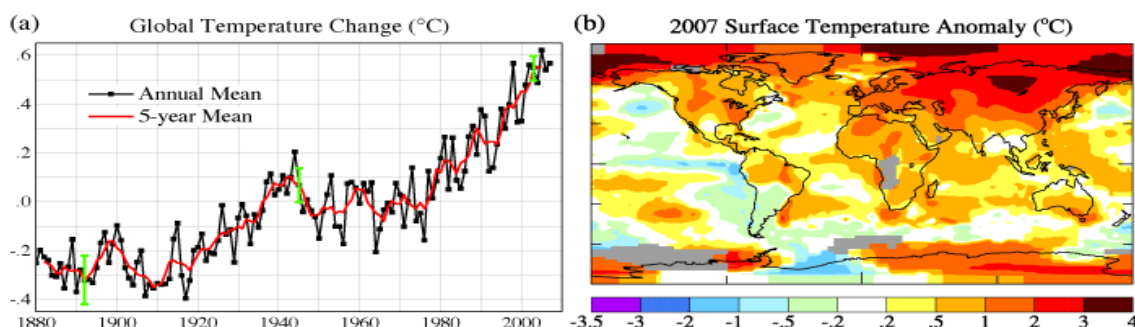 (a) Global Temperature Change (°C)
.6
.4
.2
.0
-.2
-.4
Annual Mean
5-year Mean
1880 1900 1920 1940 1960 1980 2000
(b) 2007 Surface Temperature Anomaly (°C)
-3.5 -3 -2 -1 -.5 -.2 .2 .5 1 2 3 4